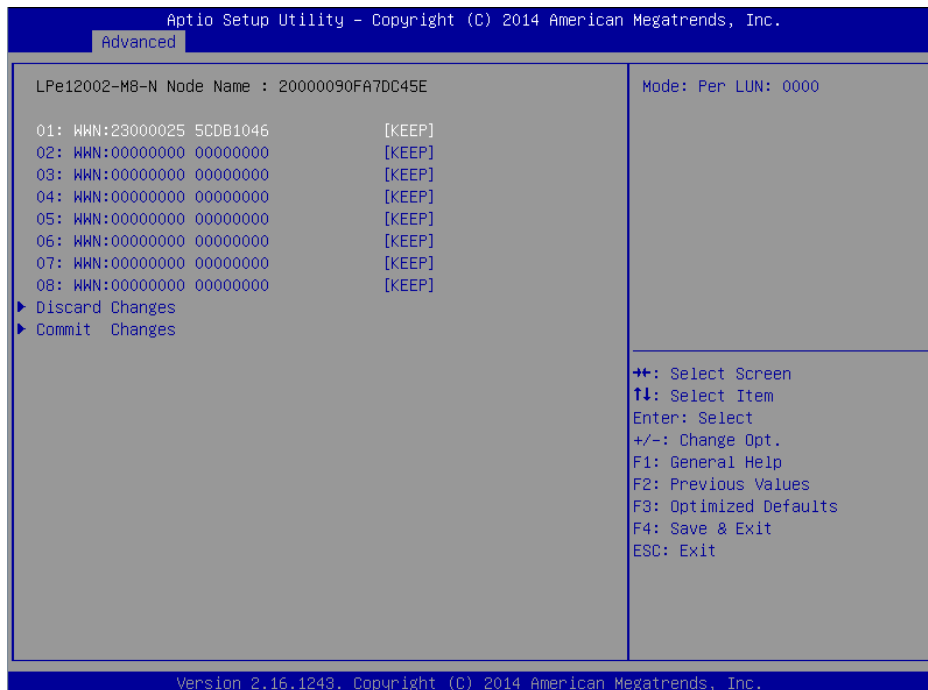 Aptio Setup Utility – Copyright (C) 2014 American Megatrends, Inc.
Advanced
LPe12002-M8-N Node Name : 20000090FA7DC45E
01: WWN:23000025 5CDB1046 [KEEP]
02: WWN:00000000 00000000 [KEEP]
03: WWN:00000000 00000000 [KEEP]
04: WWN:00000000 00000000 [KEEP]
05: WWN:00000000 00000000 [KEEP]
06: WWN:00000000 00000000 [KEEP]
07: WWN:00000000 00000000 [KEEP]
08: WWN:00000000 00000000 [KEEP]
► Discard Changes
► Commit Changes
Mode: Per LUN: 0000
→←: Select Screen
↑↓: Select Item
Enter: Select
+/-: Change Opt.
F1: General Help
F2: Previous Values
F3: Optimized Defaults
F4: Save & Exit
ESC: Exit
Version 2.16.1243. Copyright (C) 2014 American Megatrends, Inc.